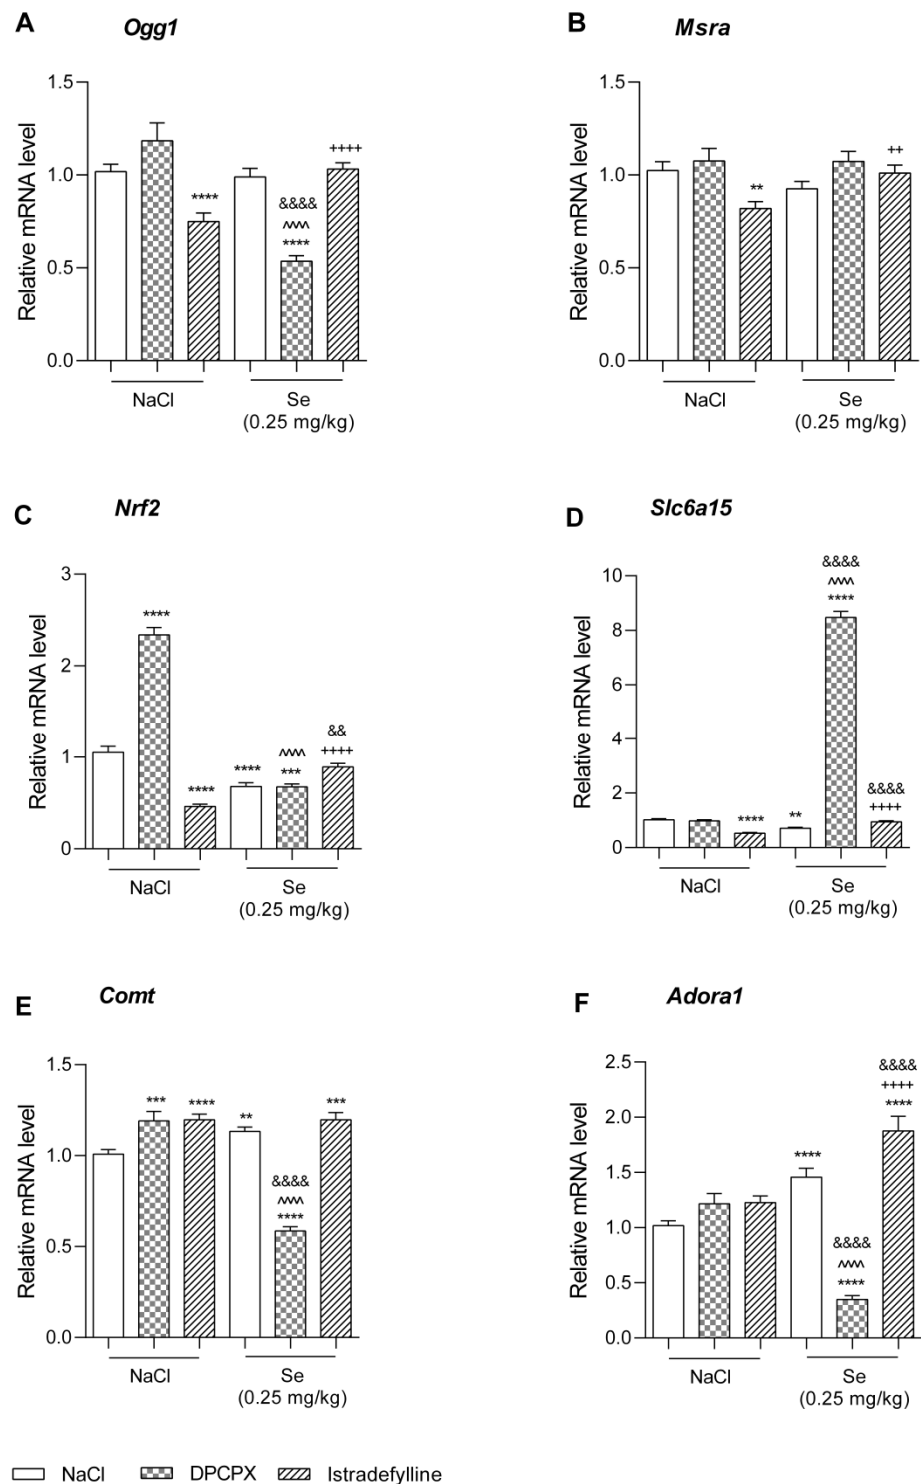 A Ogg1
Relative mRNA level
1.5
1.0
0.5
0.0
****
&&&&
^^^^
****
++++
NaCl
Se
(0.25 mg/kg)
B Msra
Relative mRNA level
1.5
1.0
0.5
0.0
**
++
NaCl
Se
(0.25 mg/kg)
C Nrf2
Relative mRNA level
3
2
1
0
****
****
****
^^^^
***
&&
++++
NaCl
Se
(0.25 mg/kg)
D Slc6a15
Relative mRNA level
10
8
6
4
2
0
****
**
&&&&
^^^^
****
&&&&
++++
NaCl
Se
(0.25 mg/kg)
E Comt
Relative mRNA level
1.5
1.0
0.5
0.0
***
****
**
&&&&
^^^^
****
***
NaCl
Se
(0.25 mg/kg)
F Adora1
Relative mRNA level
2.5
2.0
1.5
1.0
0.5
0.0
****
&&&&
^^^^
****
&&&&
++++
****
NaCl
Se
(0.25 mg/kg)
NaCl DPCPX Istradefylline